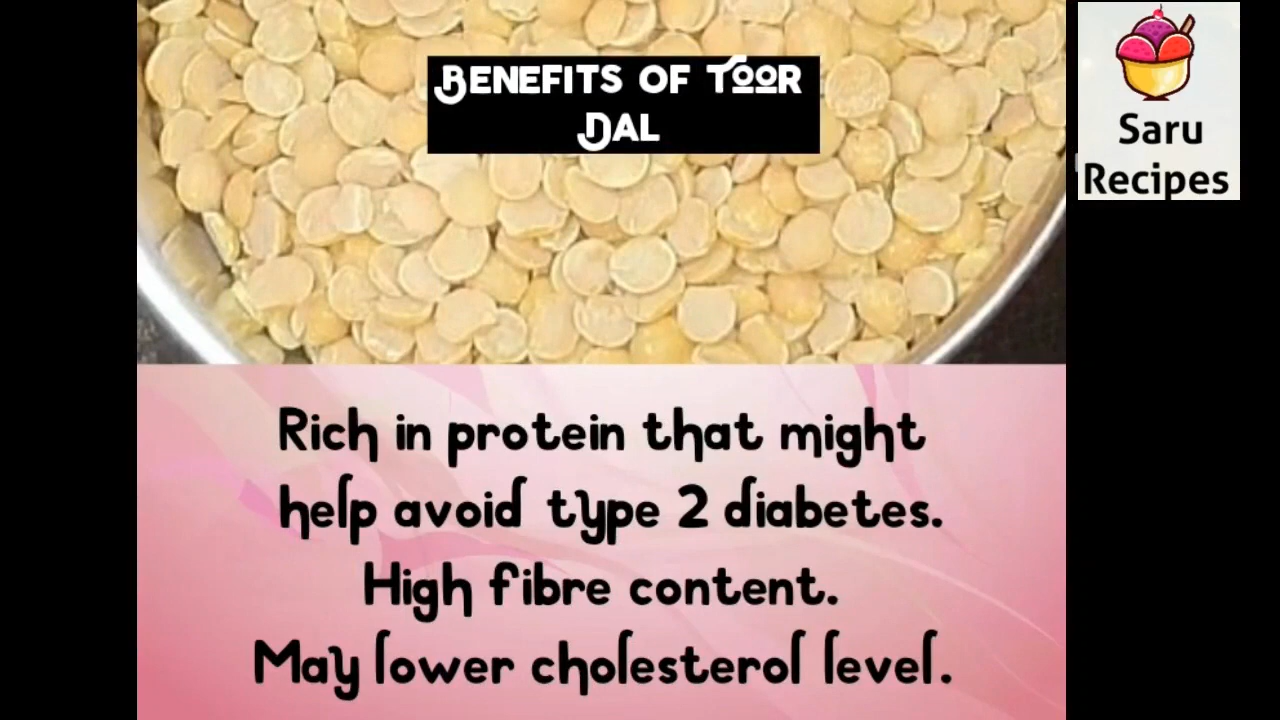 Benefits of Toor
Dal
Saru
Recipes
Rich in protein that might
help avoid type 2 diabetes.
High fibre content.
May lower cholesterol level.